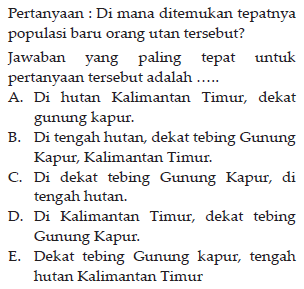 Pertanyaan : Di mana ditemukan tepatnya
populasi baru orang utan tersebut?
Jawaban yang paling tepat untuk
pertanyaan tersebut adalah …..
A. Di hutan Kalimantan Timur, dekat
gunung kapur.
B. Di tengah hutan, dekat tebing Gunung
Kapur, Kalimantan Timur.
C. Di dekat tebing Gunung Kapur, di
tengah hutan.
D. Di Kalimantan Timur, dekat tebing
Gunung Kapur.
E. Dekat tebing Gunung kapur, tengah
hutan Kalimantan Timur